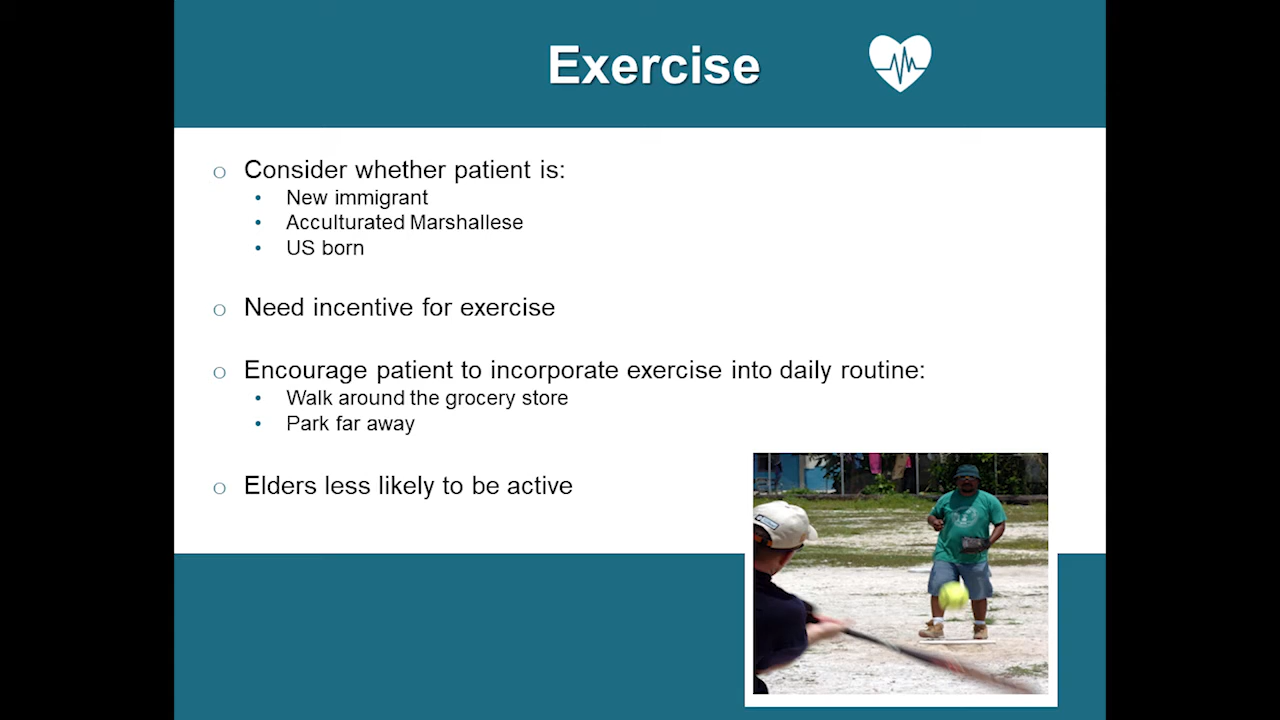 Exercise
o Consider whether patient is:
• New immigrant
• Acculturated Marshallese
• US born
o Need incentive for exercise
o Encourage patient to incorporate exercise into daily routine:
• Walk around the grocery store
• Park far away
o Elders less likely to be active